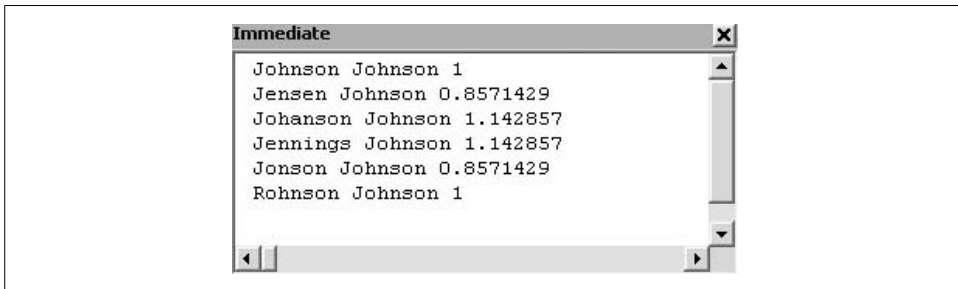 Immediate
Johnson Johnson 1
Jensen Johnson 0.8571429
Johanson Johnson 1.142857
Jennings Johnson 1.142857
Jonson Johnson 0.8571429
Rohnson Johnson 1